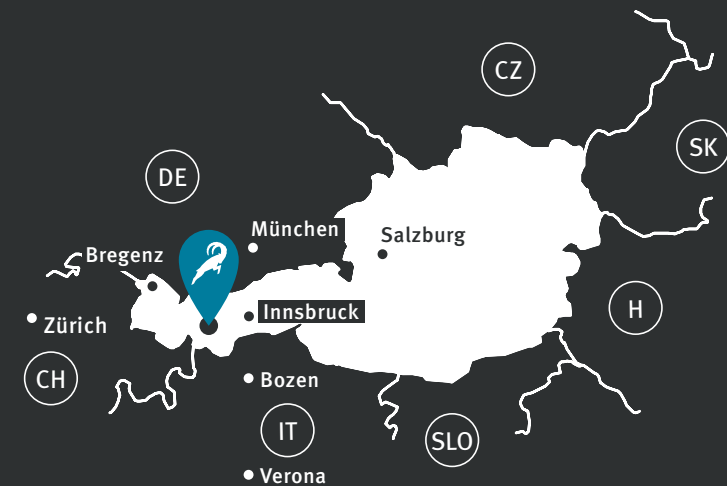 CZ
SK
DE
München
Salzburg
Bregenz
H
Innsbruck
Zürich
CH
Bozen
IT
SLO
Verona